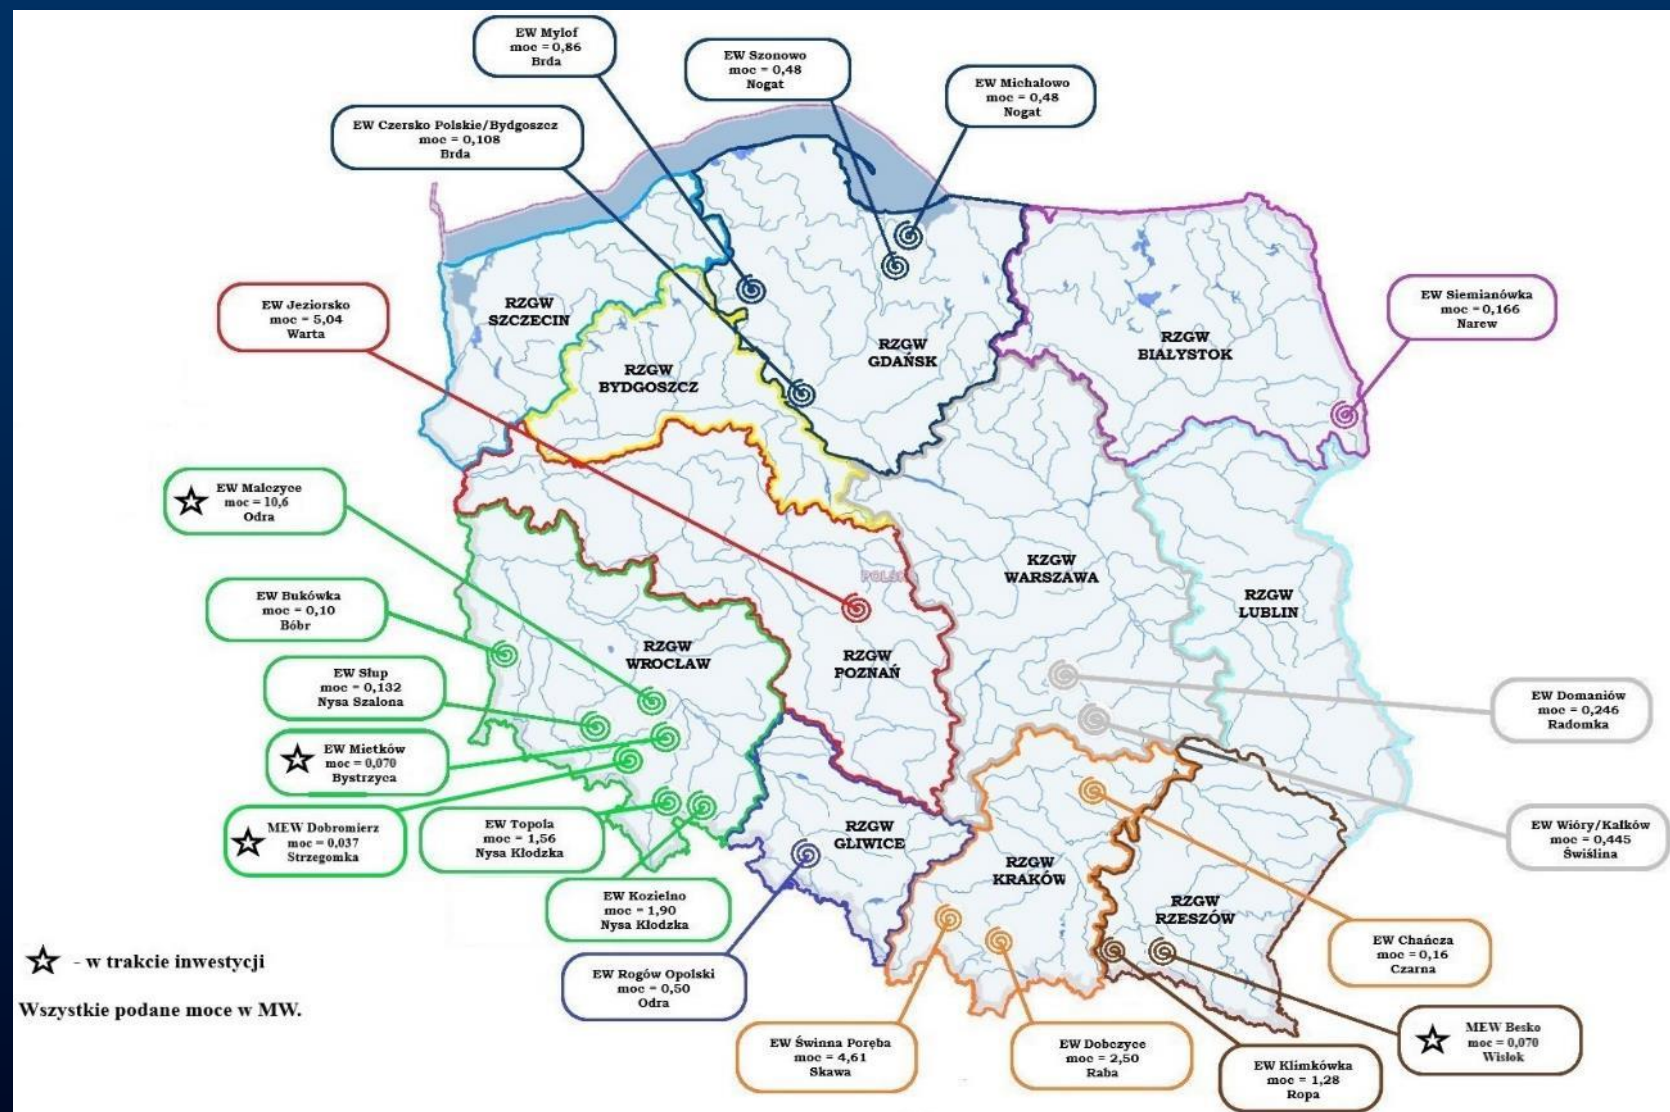 EW Mylof
moc = 0,86
Brda
EW Szonowo
moc = 0,48
Nogat
EW Michałowo
moc = 0,48
Nogat
EW Czersko Polskie/Bydgoszcz
moc = 0,108
Brda
EW Jeziorsko
moc = 5,04
Warta
EW Siemianówka
moc = 0,166
Narew
RZGW
SZCZECIN
RZGW
BYDGOSZCZ
RZGW
GDAŃSK
RZGW
BIAŁYSTOK
EW Malczyce
moc = 10,6
Odra
EW Bukówka
moc = 0,10
Bóbr
EW Słup
moc = 0,132
Nysa Szalona
EW Mietków
moc = 0,070
Bystrzyca
MEW Dobromierz
moc = 0,037
Strzegomka
EW Topola
moc = 1,56
Nysa Kłodzka
EW Kozielno
moc = 1,90
Nysa Kłodzka
RZGW
WROCŁAW
POLSKA
RZGW
POZNAŃ
KZGW
WARSZAWA
RZGW
LUBLIN
EW Domaniów
moc = 0,246
Radomka
EW Wióry/Kałków
moc = 0,445
Świślina
RZGW
GLIWICE
RZGW
KRAKÓW
RZGW
RZESZÓW
EW Chańcza
moc = 0,16
Czarna
EW Rogów Opolski
moc = 0,50
Odra
EW Świnna Poręba
moc = 4,61
Skawa
EW Dobczyce
moc = 2,50
Raba
EW Klimkówka
moc = 1,28
Ropa
MEW Besko
moc = 0,070
Wisłok
- w trakcie inwestycji
Wszystkie podane moce w MW.